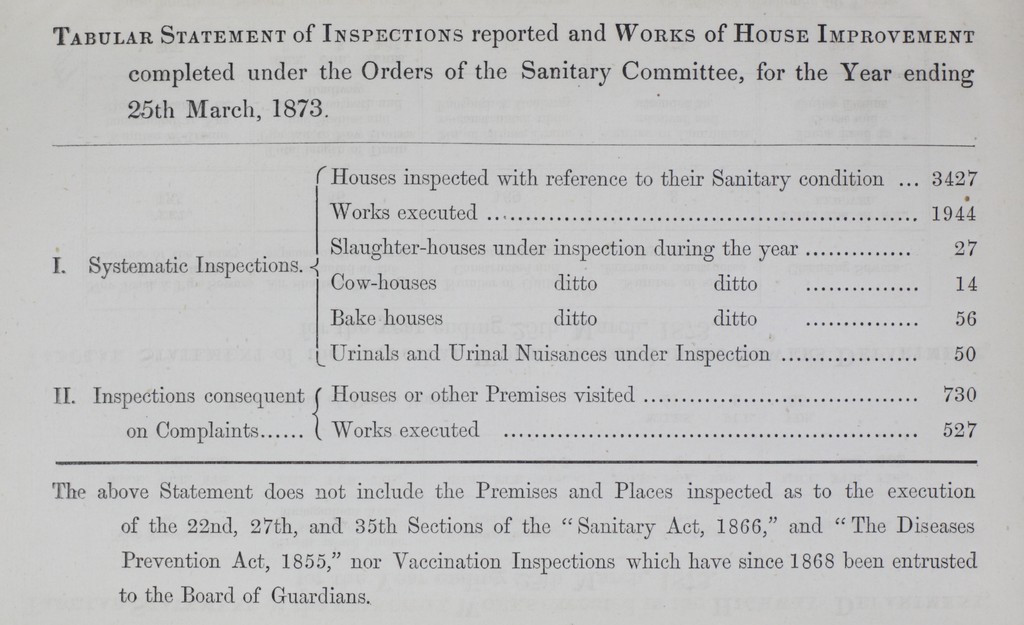 TABULAR STATEMENT of INSPECTIONS reported and WORKS of HOUSE IMPROVEMENT
completed under the Orders of the Sanitary Committee, for the Year ending
25th March, 1873.
I. Systematic Inspections.
Houses inspected with reference to their Sanitary condition ... 3427
Works executed ........ 1944
Slaughter-houses under inspection during the year ........ 27
Cow-houses ditto ditto ........ 14
Bake houses ditto ditto ........ 56
Urinals and Urinal Nuisances under Inspection ........ 50
II. Inspections consequent
on Complaints......
Houses or other Premises visited ........ 730
Works executed ........ 527
The above Statement does not include the Premises and Places inspected as to the execution
of the 22nd, 27th, and 35th Sections of the “Sanitary Act, 1866,” and “The Diseases
Prevention Act, 1855,” nor Vaccination Inspections which have since 1868 been entrusted
to the Board of Guardians.